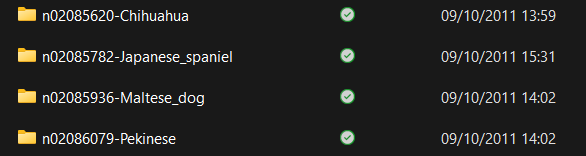 n02085620-Chihuahua 09/10/2011 13:59
n02085782-Japanese_spaniel 09/10/2011 15:31
n02085936-Maltese_dog 09/10/2011 14:02
n02086079-Pekinese 09/10/2011 14:02